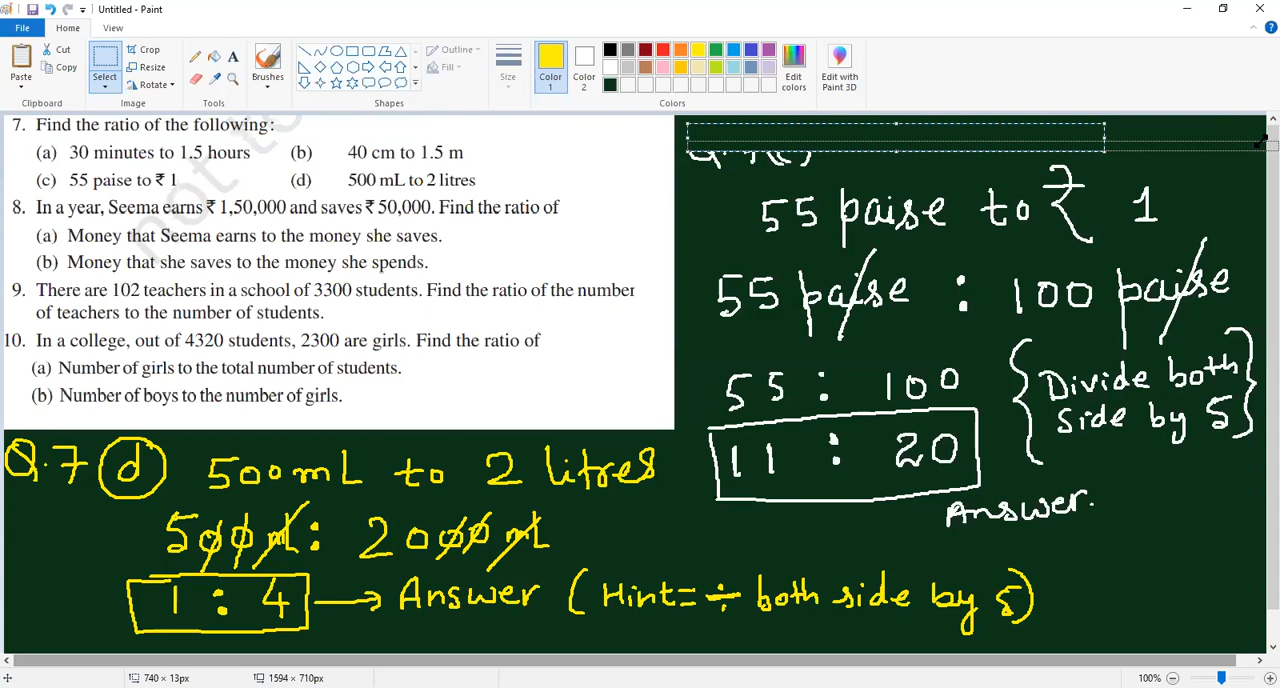 Untitled - Paint
File Home View
Paste Cut Copy Clipboard
Select Crop Resize Rotate Image
Tools
Brushes
Shapes Outline Fill
Size
Color 1 Color 2 Edit colors Colors
Edit with Paint 3D
7. Find the ratio of the following:
(a) 30 minutes to 1.5 hours (b) 40 cm to 1.5 m
(c) 55 paise to ₹ 1 (d) 500 mL to 2 litres
8. In a year, Seema earns ₹ 1,50,000 and saves ₹ 50,000. Find the ratio of
(a) Money that Seema earns to the money she saves.
(b) Money that she saves to the money she spends.
9. There are 102 teachers in a school of 3300 students. Find the ratio of the number
of teachers to the number of students.
10. In a college, out of 4320 students, 2300 are girls. Find the ratio of
(a) Number of girls to the total number of students.
(b) Number of boys to the number of girls.
not to
55 paise to ₹ 1
55 paise : 100 paise
55 : 100 {Divide both
side by 5}
11 : 20
Answer.
Q.7 (d) 500mL to 2 litres
500 ml : 2000 ml
1 : 4 → Answer (Hint= ÷ both side by 5)
740 × 13px 1594 × 710px 100%